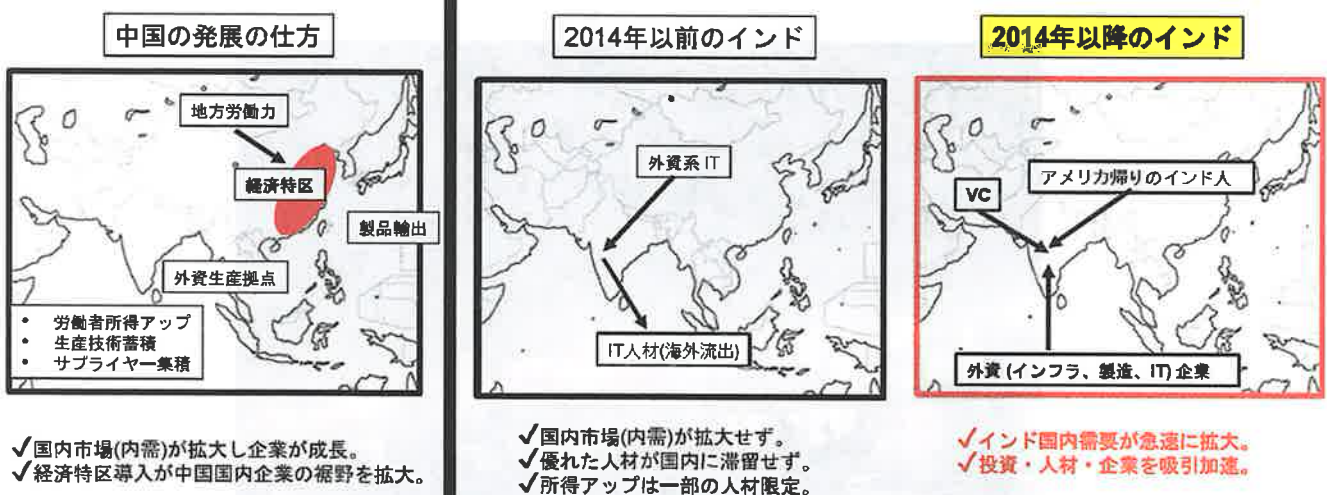 中国の発展の仕方
地方労働力
経済特区
製品輸出
外資生産拠点
• 労働者所得アップ
• 生産技術蓄積
• サプライヤー集積
✓国内市場(内需)が拡大し企業が成長。
✓経済特区導入が中国国内企業の裾野を拡大。
2014年以前のインド
外資系 IT
IT人材(海外流出)
✓国内市場(内需)が拡大せず。
✓優れた人材が国内に滞留せず。
✓所得アップは一部の人材限定。
2014年以降のインド
VC
アメリカ帰りのインド人
外資 (インフラ、製造、IT) 企業
✓インド国内需要が急速に拡大。
✓投資・人材・企業を吸引加速。